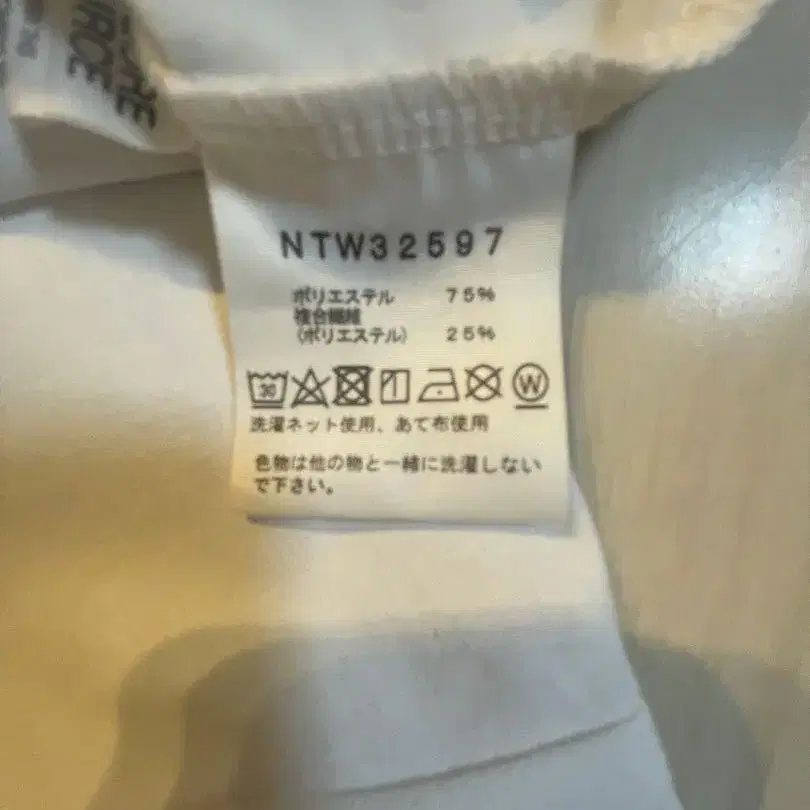 NTW32597
ポリエステル 75%
複合繊維
(ポリエステル) 25%
30
W
洗濯ネット使用、あて布使用
色物は他の物と一緒に洗濯しない
で下さい。